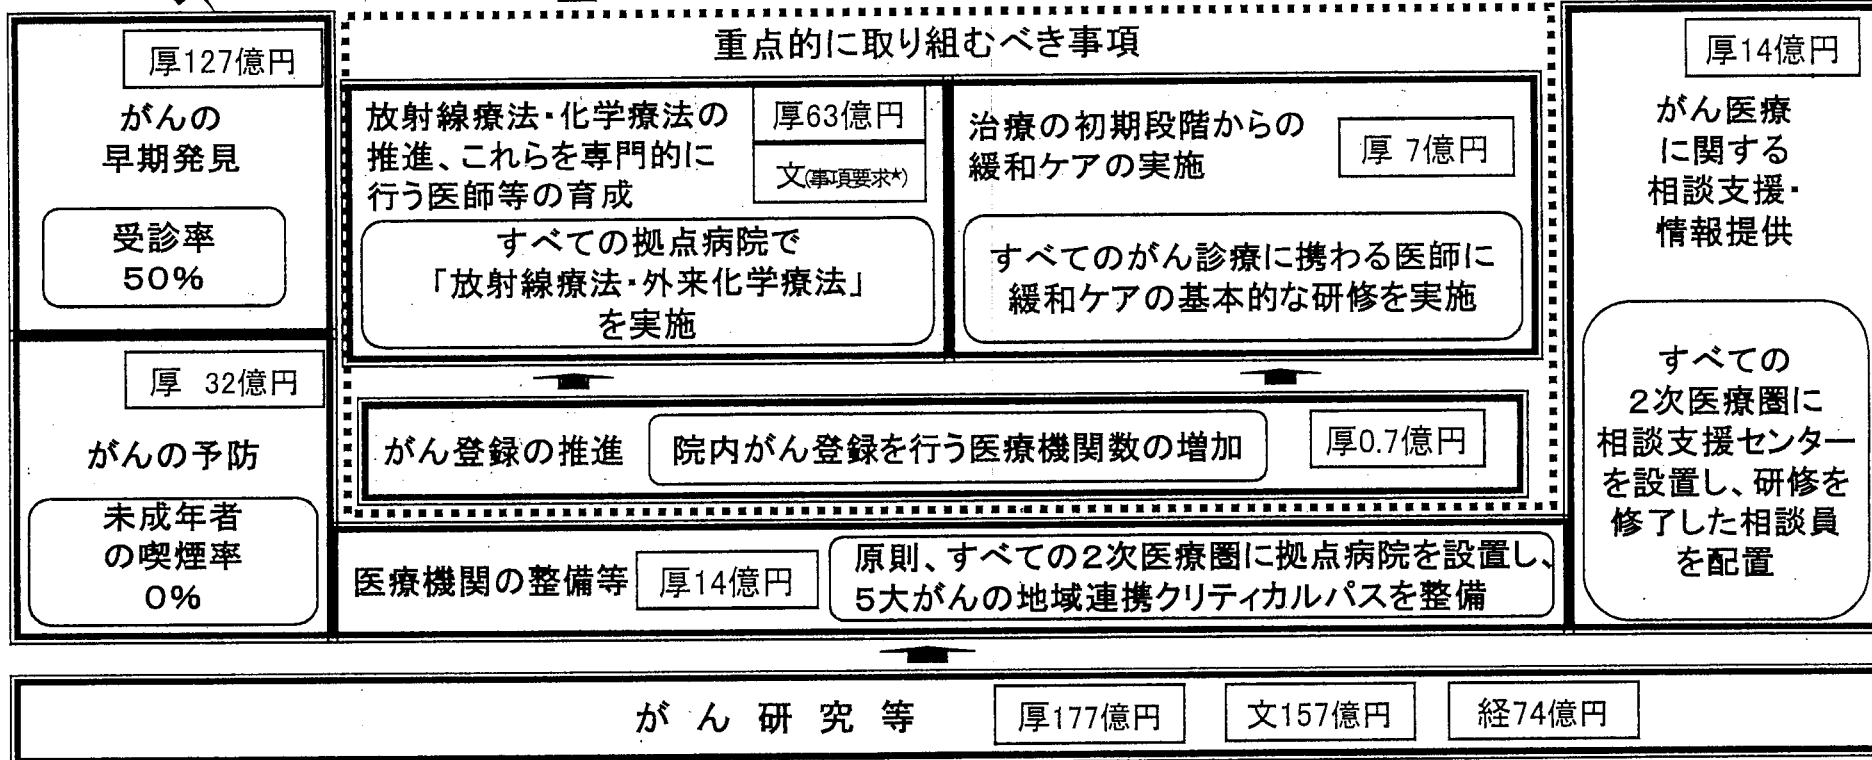 厚127億円
がんの
早期発見
受診率
50%
厚 32億円
がんの予防
未成年者
の喫煙率
0%
重点的に取り組むべき事項
放射線療法・化学療法の
推進、これらを専門的に
行う医師等の育成
厚63億円
文(事項要求*)
すべての拠点病院で
「放射線療法・外来化学療法」
を実施
治療の初期段階からの
緩和ケアの実施
厚 7億円
すべてのがん診療に携わる医師に
緩和ケアの基本的な研修を実施
がん登録の推進
院内がん登録を行う医療機関数の増加
厚0.7億円
医療機関の整備等
厚14億円
原則、すべての2次医療圏に拠点病院を設置し、
5大がんの地域連携クリティカルパスを整備
厚14億円
がん医療
に関する
相談支援・
情報提供
すべての
2次医療圏に
相談支援センター
を設置し、研修を
修了した相談員
を配置
がん研究等
厚177億円
文157億円
経74億円